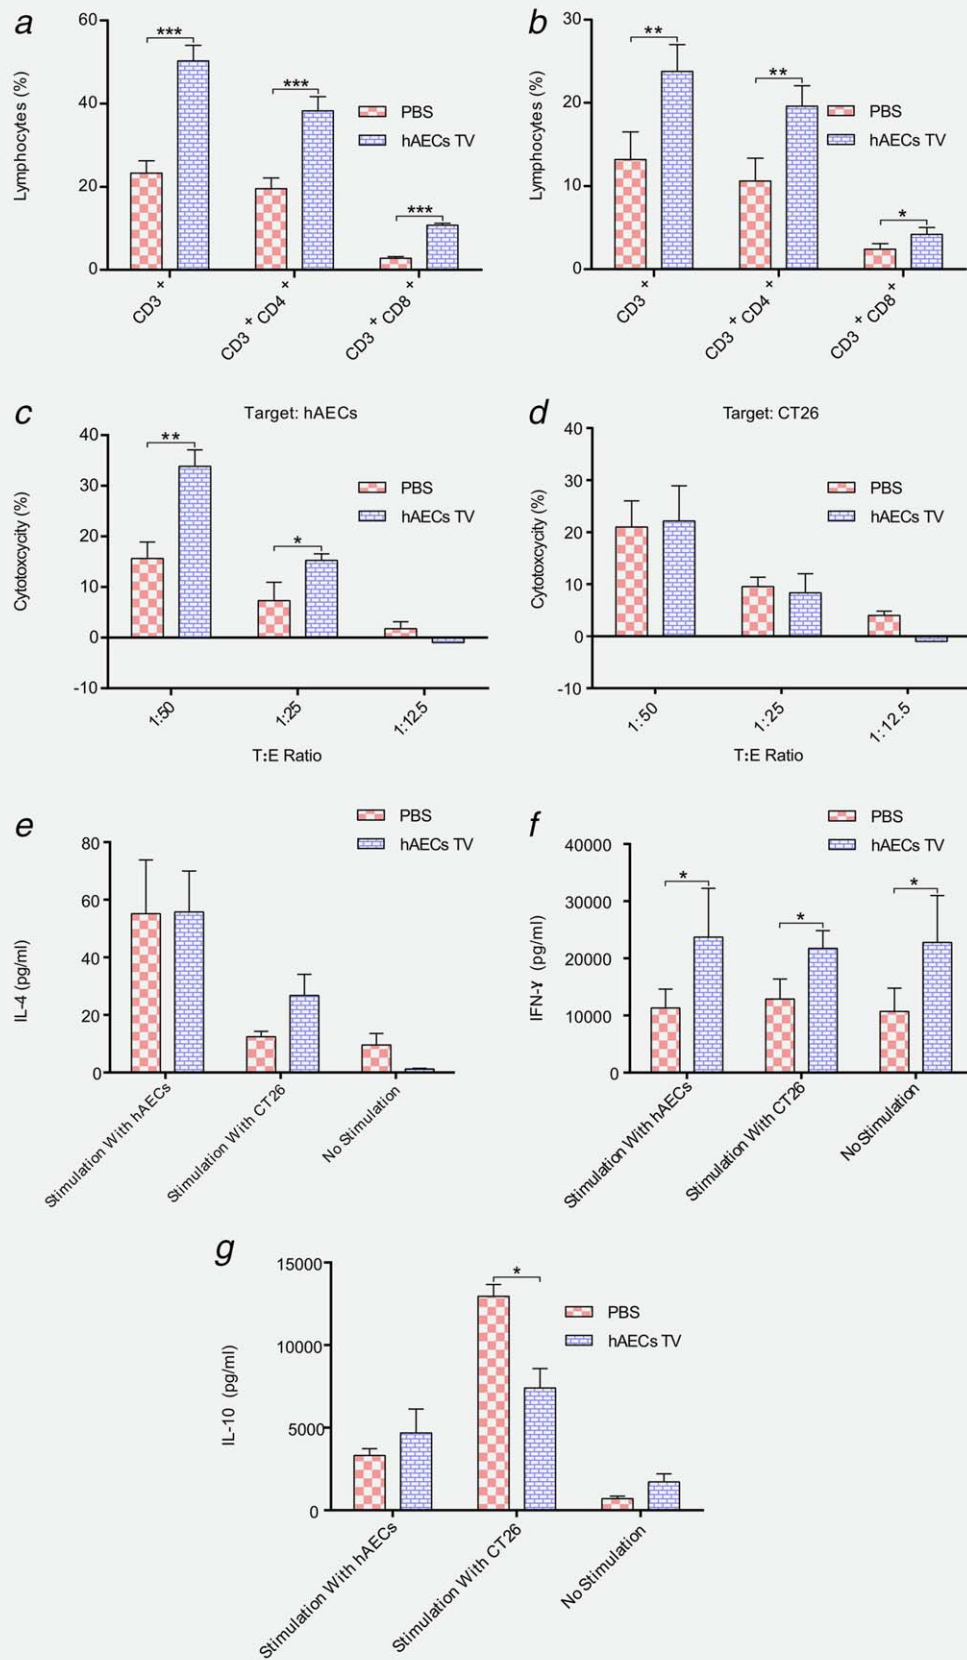 a
Lymphocytes (%)
60
40
20
0
***
***
***
PBS
hAECs TV
CD3 +
CD3 + CD4 +
CD3 + CD8 +
b
Lymphocytes (%)
30
20
10
0
**
**
*
PBS
hAECs TV
CD3 +
CD3 + CD4 +
CD3 + CD8 +
c
Target: hAECs
Cytotoxcycity (%)
40
30
20
10
0
-10
**
*
PBS
hAECs TV
1:50
1:25
1:12.5
T:E Ratio
d
Target: CT26
Cytotoxcycity (%)
40
30
20
10
0
-10
PBS
hAECs TV
1:50
1:25
1:12.5
T:E Ratio
e
PBS
hAECs TV
IL-4 (pg/ml)
80
60
40
20
0
Stimulation With hAECs
Stimulation With CT26
No Stimulation
f
PBS
hAECs TV
IFN-ɣ (pg/ml)
40000
30000
20000
10000
0
*
*
*
Stimulation With hAECs
Stimulation With CT26
No Stimulation
g
IL-10 (pg/ml)
15000
10000
5000
0
*
PBS
hAECs TV
Stimulation With hAECs
Stimulation With CT26
No Stimulation